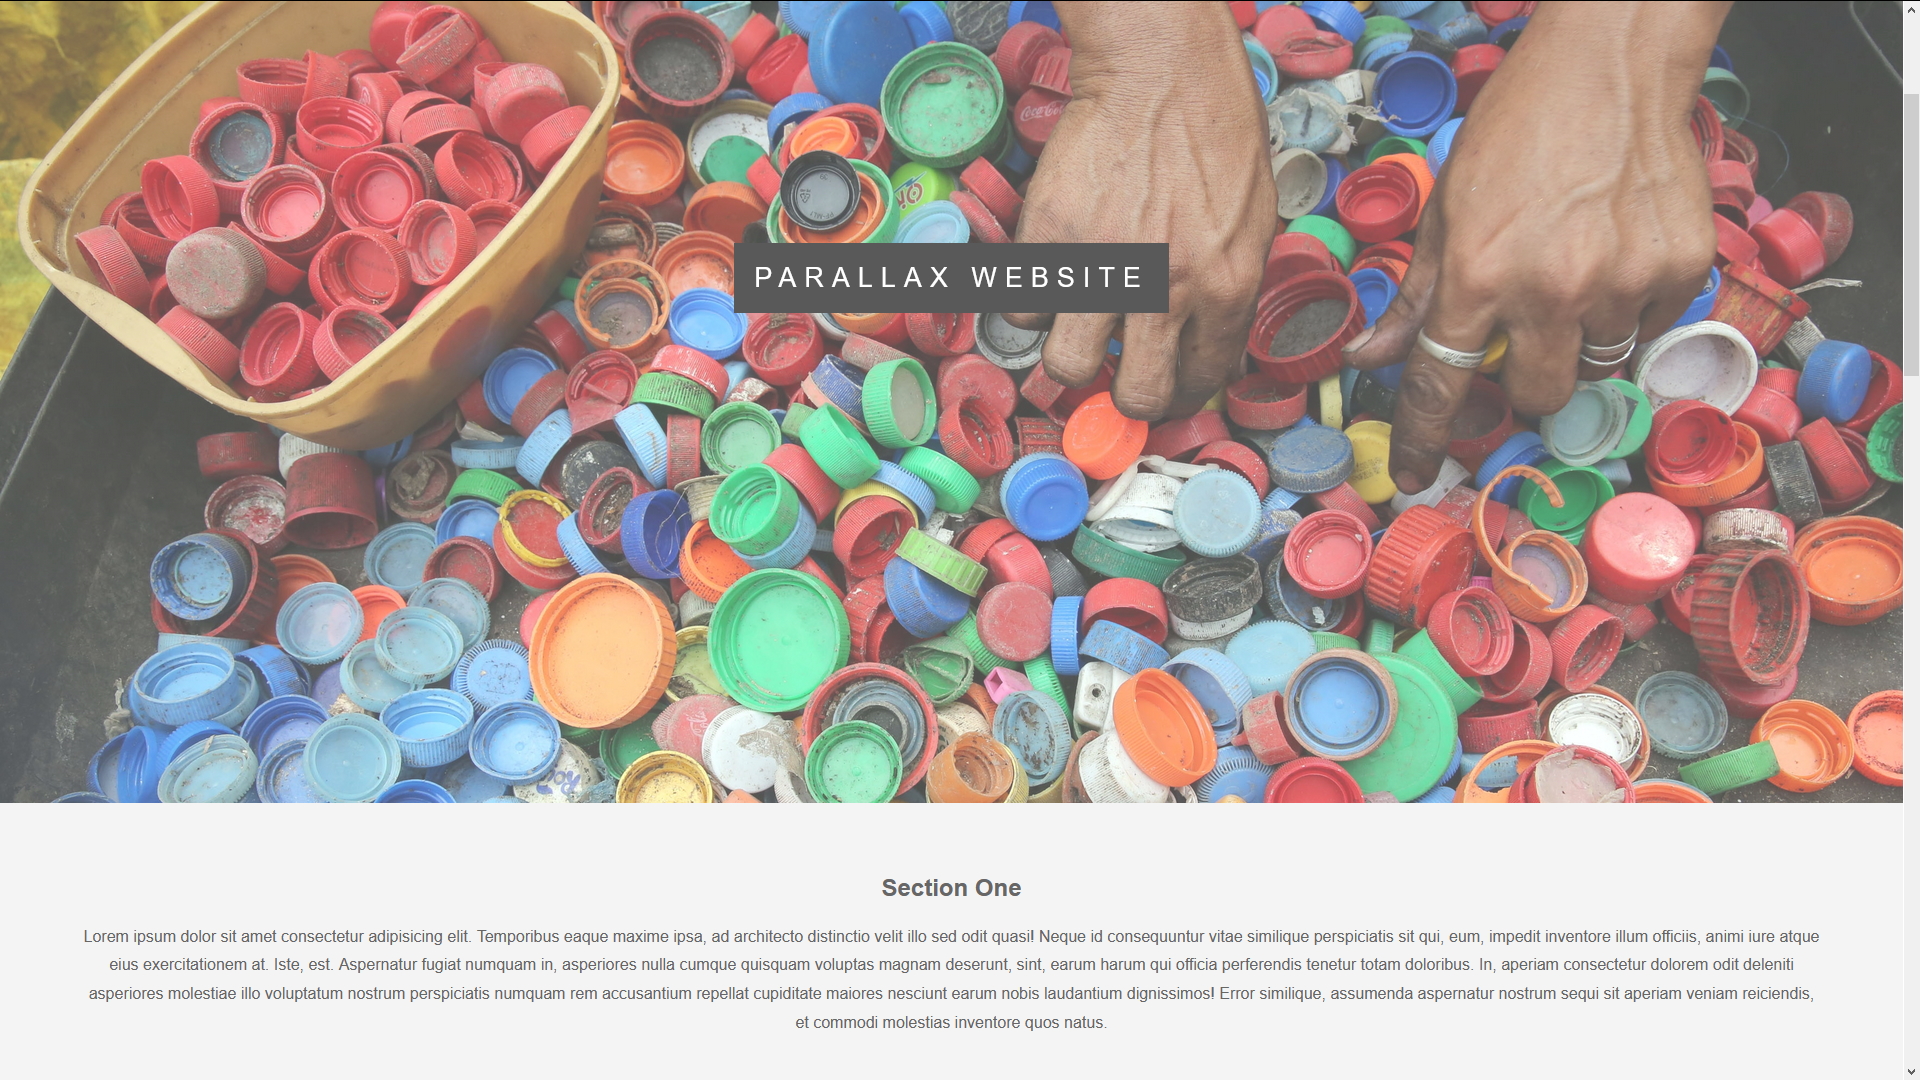 Coca-Cola
PARALLAX WEBSITE
Section One
Lorem ipsum dolor sit amet consectetur adipisicing elit. Temporibus eaque maxime ipsa, ad architecto distinctio velit illo sed odit quasi! Neque id consequuntur vitae similique perspiciatis sit qui, eum, impedit inventore illum officiis, animi iure atque
eius exercitationem at. Iste, est. Aspernatur fugiat numquam in, asperiores nulla cumque quisquam voluptas magnam deserunt, sint, earum harum qui officia perferendis tenetur totam doloribus. In, aperiam consectetur dolorem odit deleniti
asperiores molestiae illo voluptatum nostrum perspiciatis numquam rem accusantium repellat cupiditate maiores nesciunt earum nobis laudantium dignissimos! Error similique, assumenda aspernatur nostrum sequi sit aperiam veniam reiciendis,
et commodi molestias inventore quos natus.